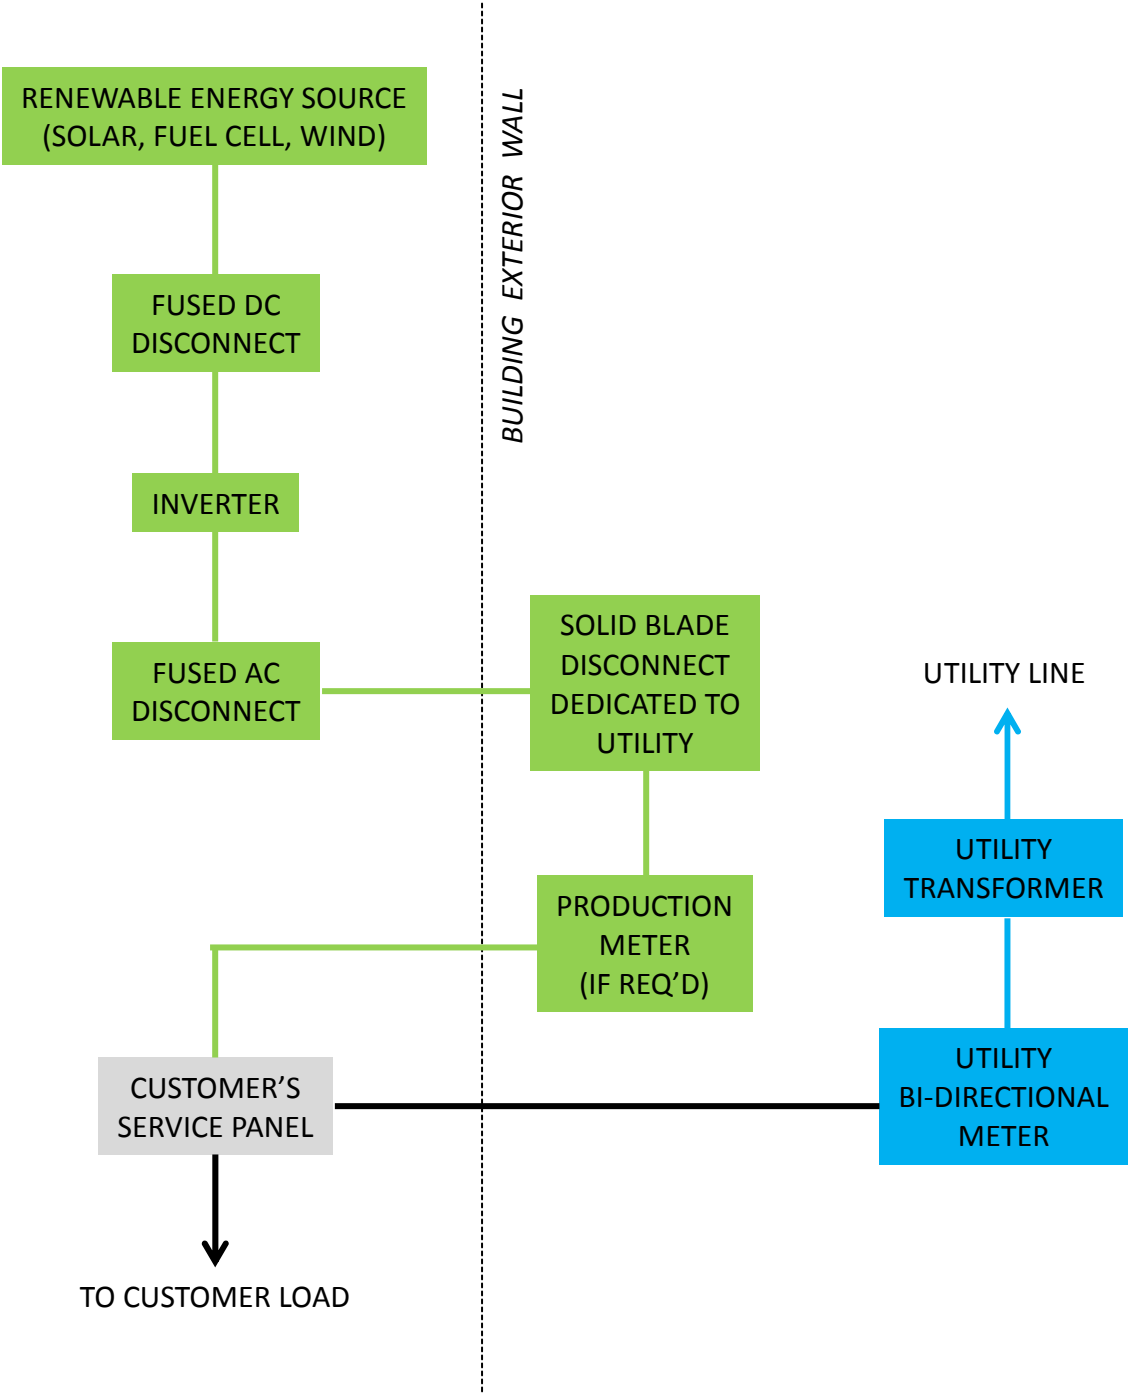 RENEWABLE ENERGY SOURCE
(SOLAR, FUEL CELL, WIND)
BUILDING EXTERIOR WALL
FUSED DC
DISCONNECT
INVERTER
FUSED AC
DISCONNECT
SOLID BLADE
DISCONNECT
DEDICATED TO
UTILITY
UTILITY LINE
UTILITY
TRANSFORMER
PRODUCTION
METER
(IF REQ’D)
CUSTOMER’S
SERVICE PANEL
UTILITY
BI-DIRECTIONAL
METER
TO CUSTOMER LOAD